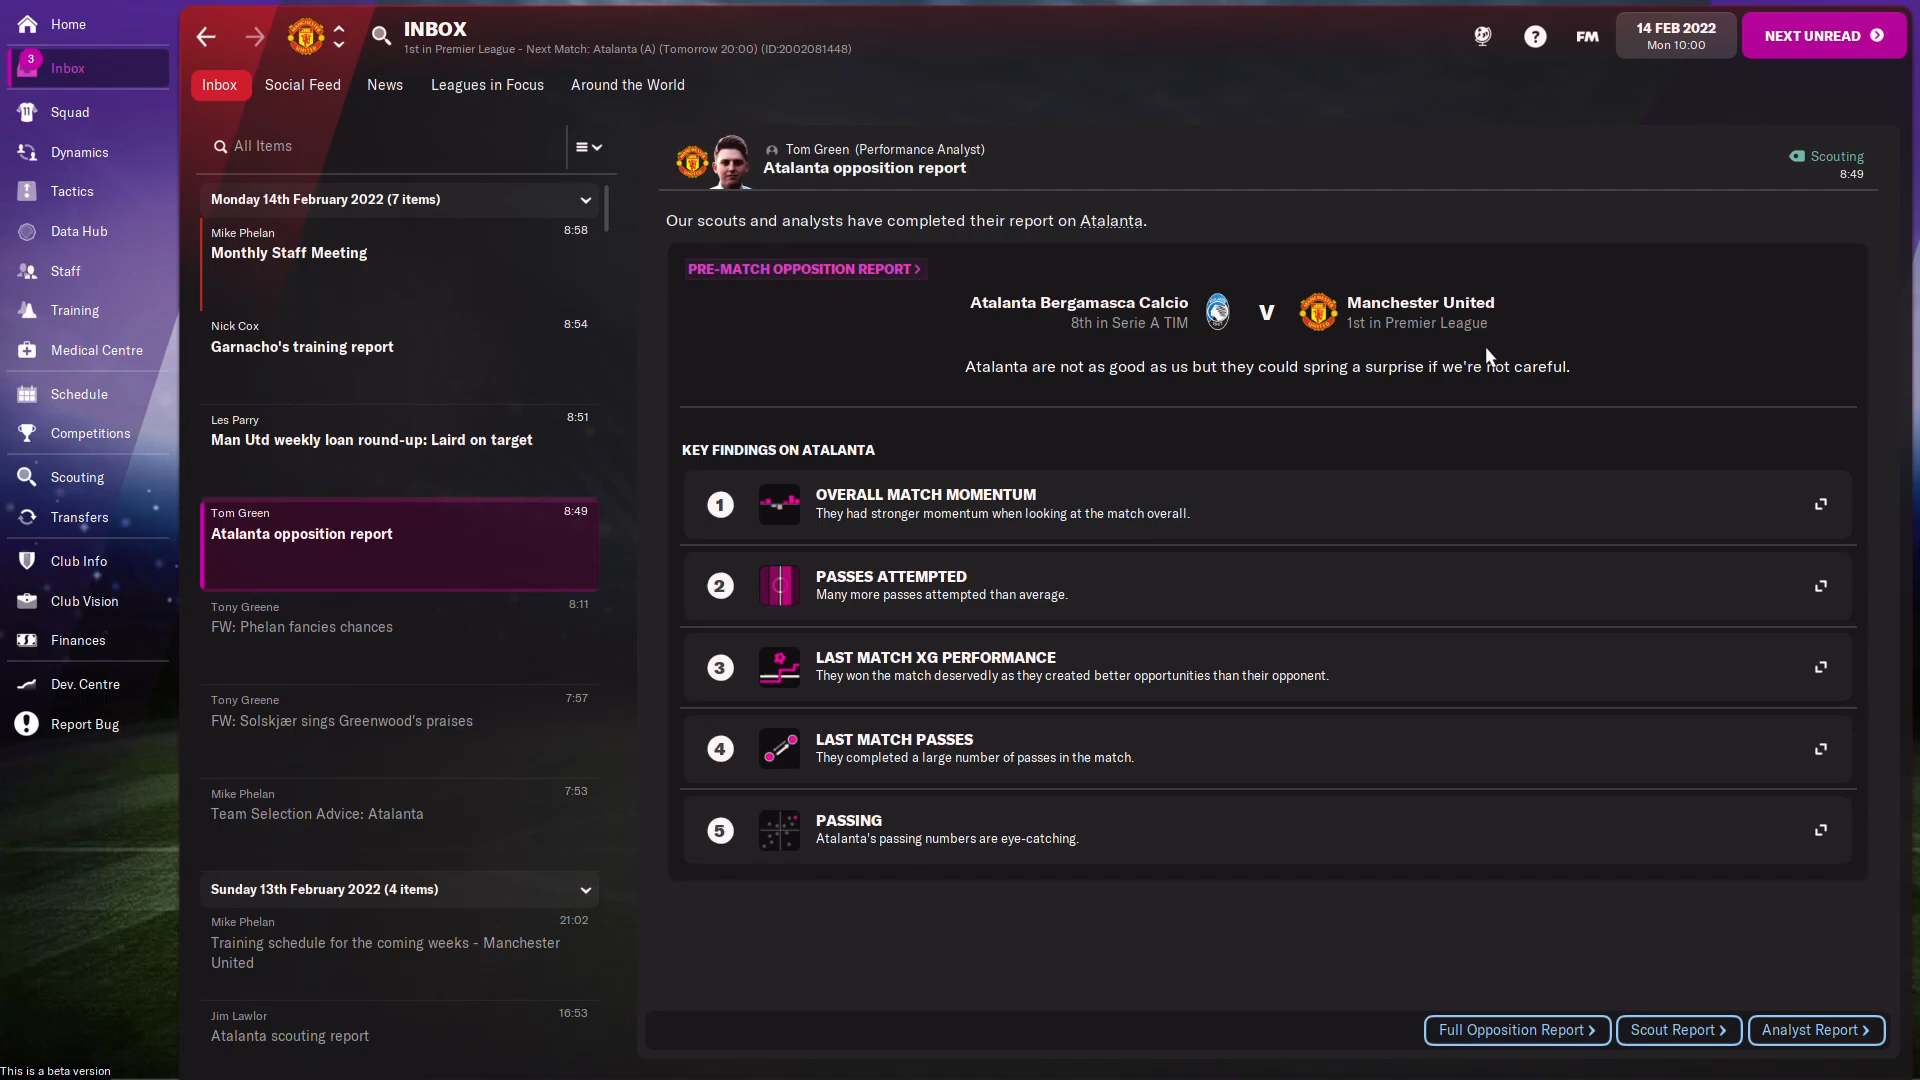 Home
3
Inbox
Squad
Dynamics
Tactics
Data Hub
Staff
Training
Medical Centre
Schedule
Competitions
Scouting
Transfers
Club Info
Club Vision
Finances
Dev. Centre
Report Bug
This is a beta version
INBOX
1st in Premier League - Next Match: Atalanta (A) (Tomorrow 20:00) (ID:2002081448)
FM
14 FEB 2022
Mon 10:00
NEXT UNREAD
Inbox
Social Feed
News
Leagues in Focus
Around the World
All Items
Monday 14th February 2022 (7 items)
Mike Phelan 8:58
Monthly Staff Meeting
Nick Cox 8:54
Garnacho's training report
Les Parry 8:51
Man Utd weekly loan round-up: Laird on target
Tom Green 8:49
Atalanta opposition report
Tony Greene 8:11
FW: Phelan fancies chances
Tony Greene 7:57
FW: Solskjær sings Greenwood's praises
Mike Phelan 7:53
Team Selection Advice: Atalanta
Sunday 13th February 2022 (4 items)
Mike Phelan 21:02
Training schedule for the coming weeks - Manchester
United
Jim Lawlor 16:53
Atalanta scouting report
Tom Green (Performance Analyst)
Atalanta opposition report
Scouting
8:49
Our scouts and analysts have completed their report on Atalanta.
PRE-MATCH OPPOSITION REPORT >
Atalanta Bergamasca Calcio
8th in Serie A TIM
v
Manchester United
1st in Premier League
Atalanta are not as good as us but they could spring a surprise if we're not careful.
KEY FINDINGS ON ATALANTA
1
OVERALL MATCH MOMENTUM
They had stronger momentum when looking at the match overall.
2
PASSES ATTEMPTED
Many more passes attempted than average.
3
LAST MATCH XG PERFORMANCE
They won the match deservedly as they created better opportunities than their opponent.
4
LAST MATCH PASSES
They completed a large number of passes in the match.
5
PASSING
Atalanta's passing numbers are eye-catching.
Full Opposition Report >
Scout Report >
Analyst Report >